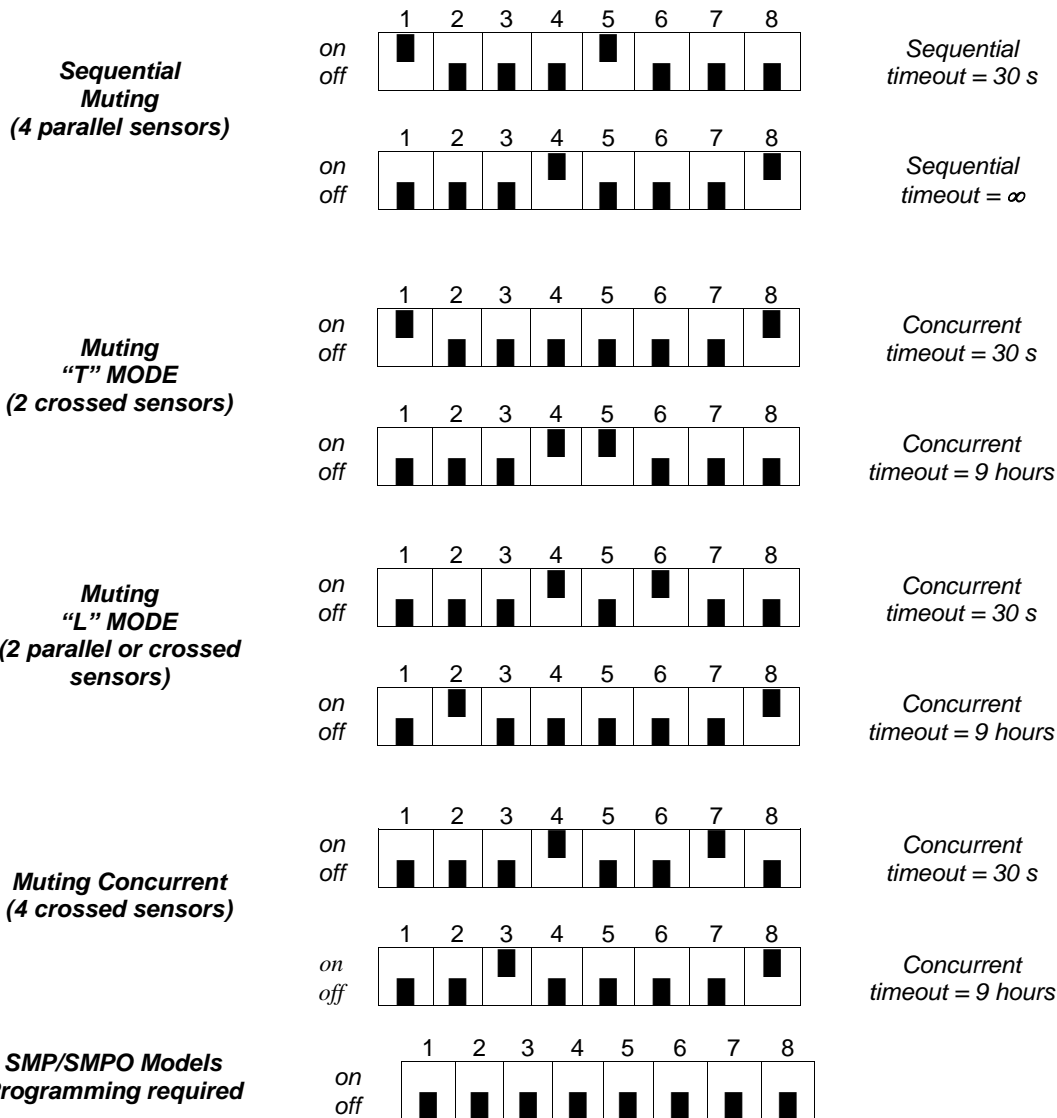 1 2 3 4 5 6 7 8
on
off
Sequential
Muting
(4 parallel sensors)
Sequential
timeout = 30 s
1 2 3 4 5 6 7 8
on
off
Sequential
timeout = ∞
1 2 3 4 5 6 7 8
on
off
Muting
“T” MODE
(2 crossed sensors)
Concurrent
timeout = 30 s
1 2 3 4 5 6 7 8
on
off
Concurrent
timeout = 9 hours
1 2 3 4 5 6 7 8
on
off
Muting
“L” MODE
(2 parallel or crossed
sensors)
Concurrent
timeout = 30 s
1 2 3 4 5 6 7 8
on
off
Concurrent
timeout = 9 hours
1 2 3 4 5 6 7 8
on
off
Muting Concurrent
(4 crossed sensors)
Concurrent
timeout = 30 s
1 2 3 4 5 6 7 8
on
off
Concurrent
timeout = 9 hours
1 2 3 4 5 6 7 8
on
off
SMP/SMPO Models
Programming required